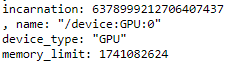 incarnation: 6378999212706407437
, name: "/device:GPU:0"
device_type: "GPU"
memory_limit: 1741082624